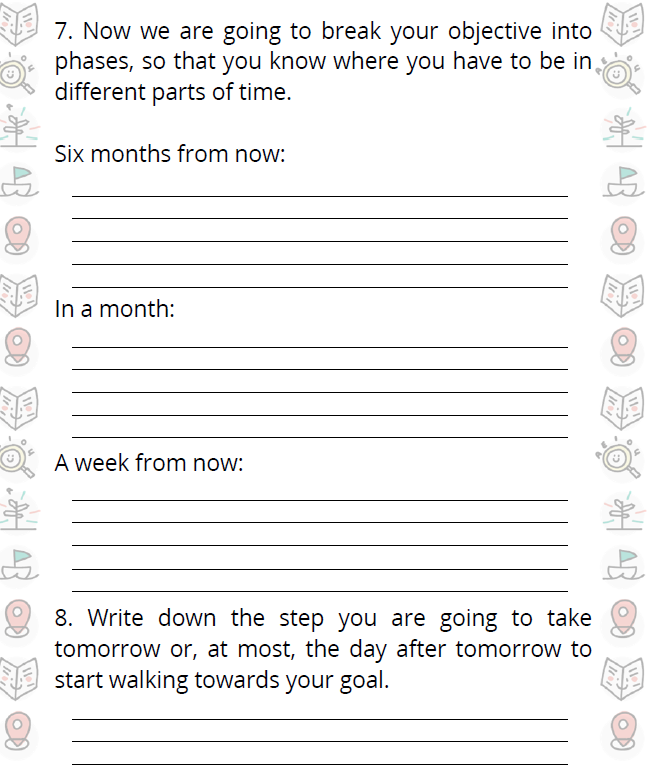 7. Now we are going to break your objective into
phases, so that you know where you have to be in
different parts of time.
Six months from now:
In a month:
A week from now:
8. Write down the step you are going to take
tomorrow or, at most, the day after tomorrow to
start walking towards your goal.